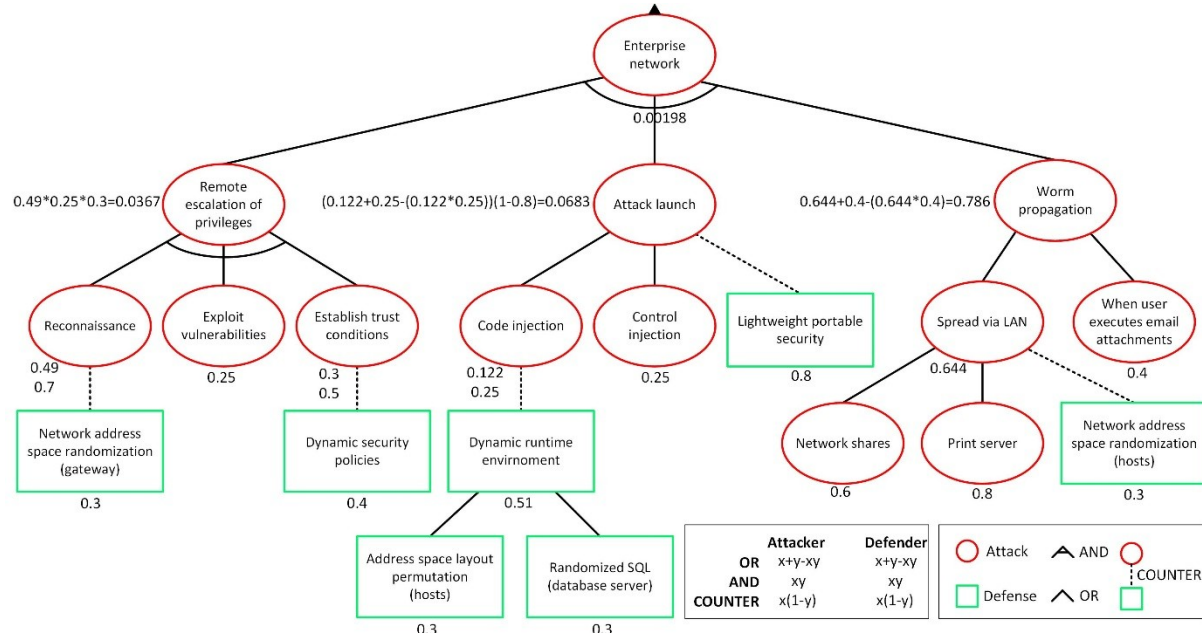 Enterprise
network
0.00198
0.49*0.25*0.3=0.0367
Remote
escalation of
privileges
(0.122+0.25-(0.122*0.25))(1-0.8)=0.0683
Attack launch
0.644+0.4-(0.644*0.4)=0.786
Worm
propagation
Reconnaissance
0.49
0.7
Exploit
vulnerabilities
0.25
Establish trust
conditions
0.3
0.5
Code injection
0.122
0.25
Control
injection
0.25
Lightweight portable
security
0.8
Spread via LAN
0.644
When user
executes email
attachments
0.4
Network address
space randomization
(gateway)
0.3
Dynamic security
policies
0.4
Dynamic runtime
envirnoment
0.51
Network shares
0.6
Print server
0.8
Network address
space randomization
(hosts)
0.3
Address space layout
permutation
(hosts)
0.3
Randomized SQL
(database server)
0.3
Attacker Defender
OR x+y-xy x+y-xy
AND xy xy
COUNTER x(1-y) x(1-y)
Attack AND
COUNTER
Defense OR